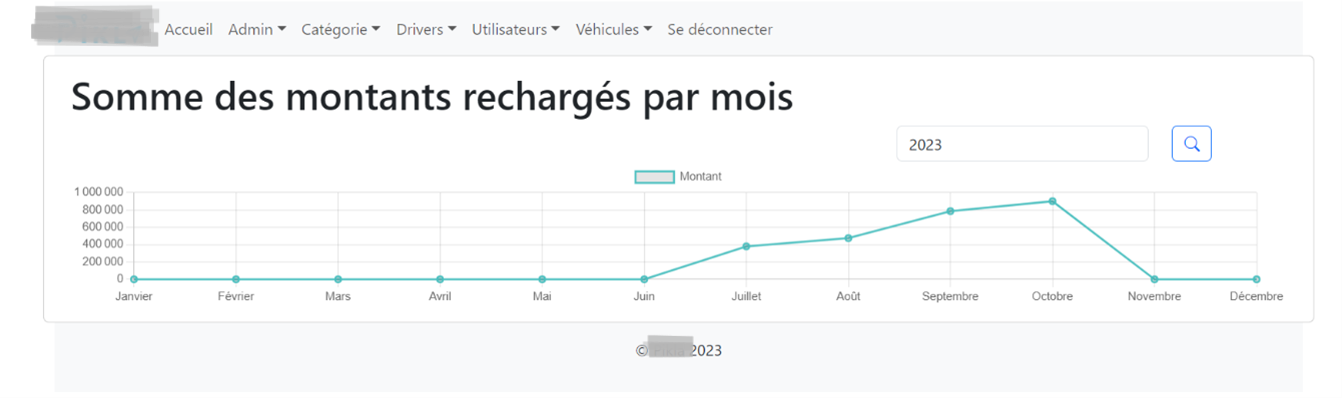 Accueil Admin Catégorie Drivers Utilisateurs Véhicules Se déconnecter
Somme des montants rechargés par mois
2023
Montant
1 000 000
800 000
600 000
400 000
200 000
0
Janvier Février Mars Avril Mai Juin Juillet Août Septembre Octobre Novembre Décembre
© 2023